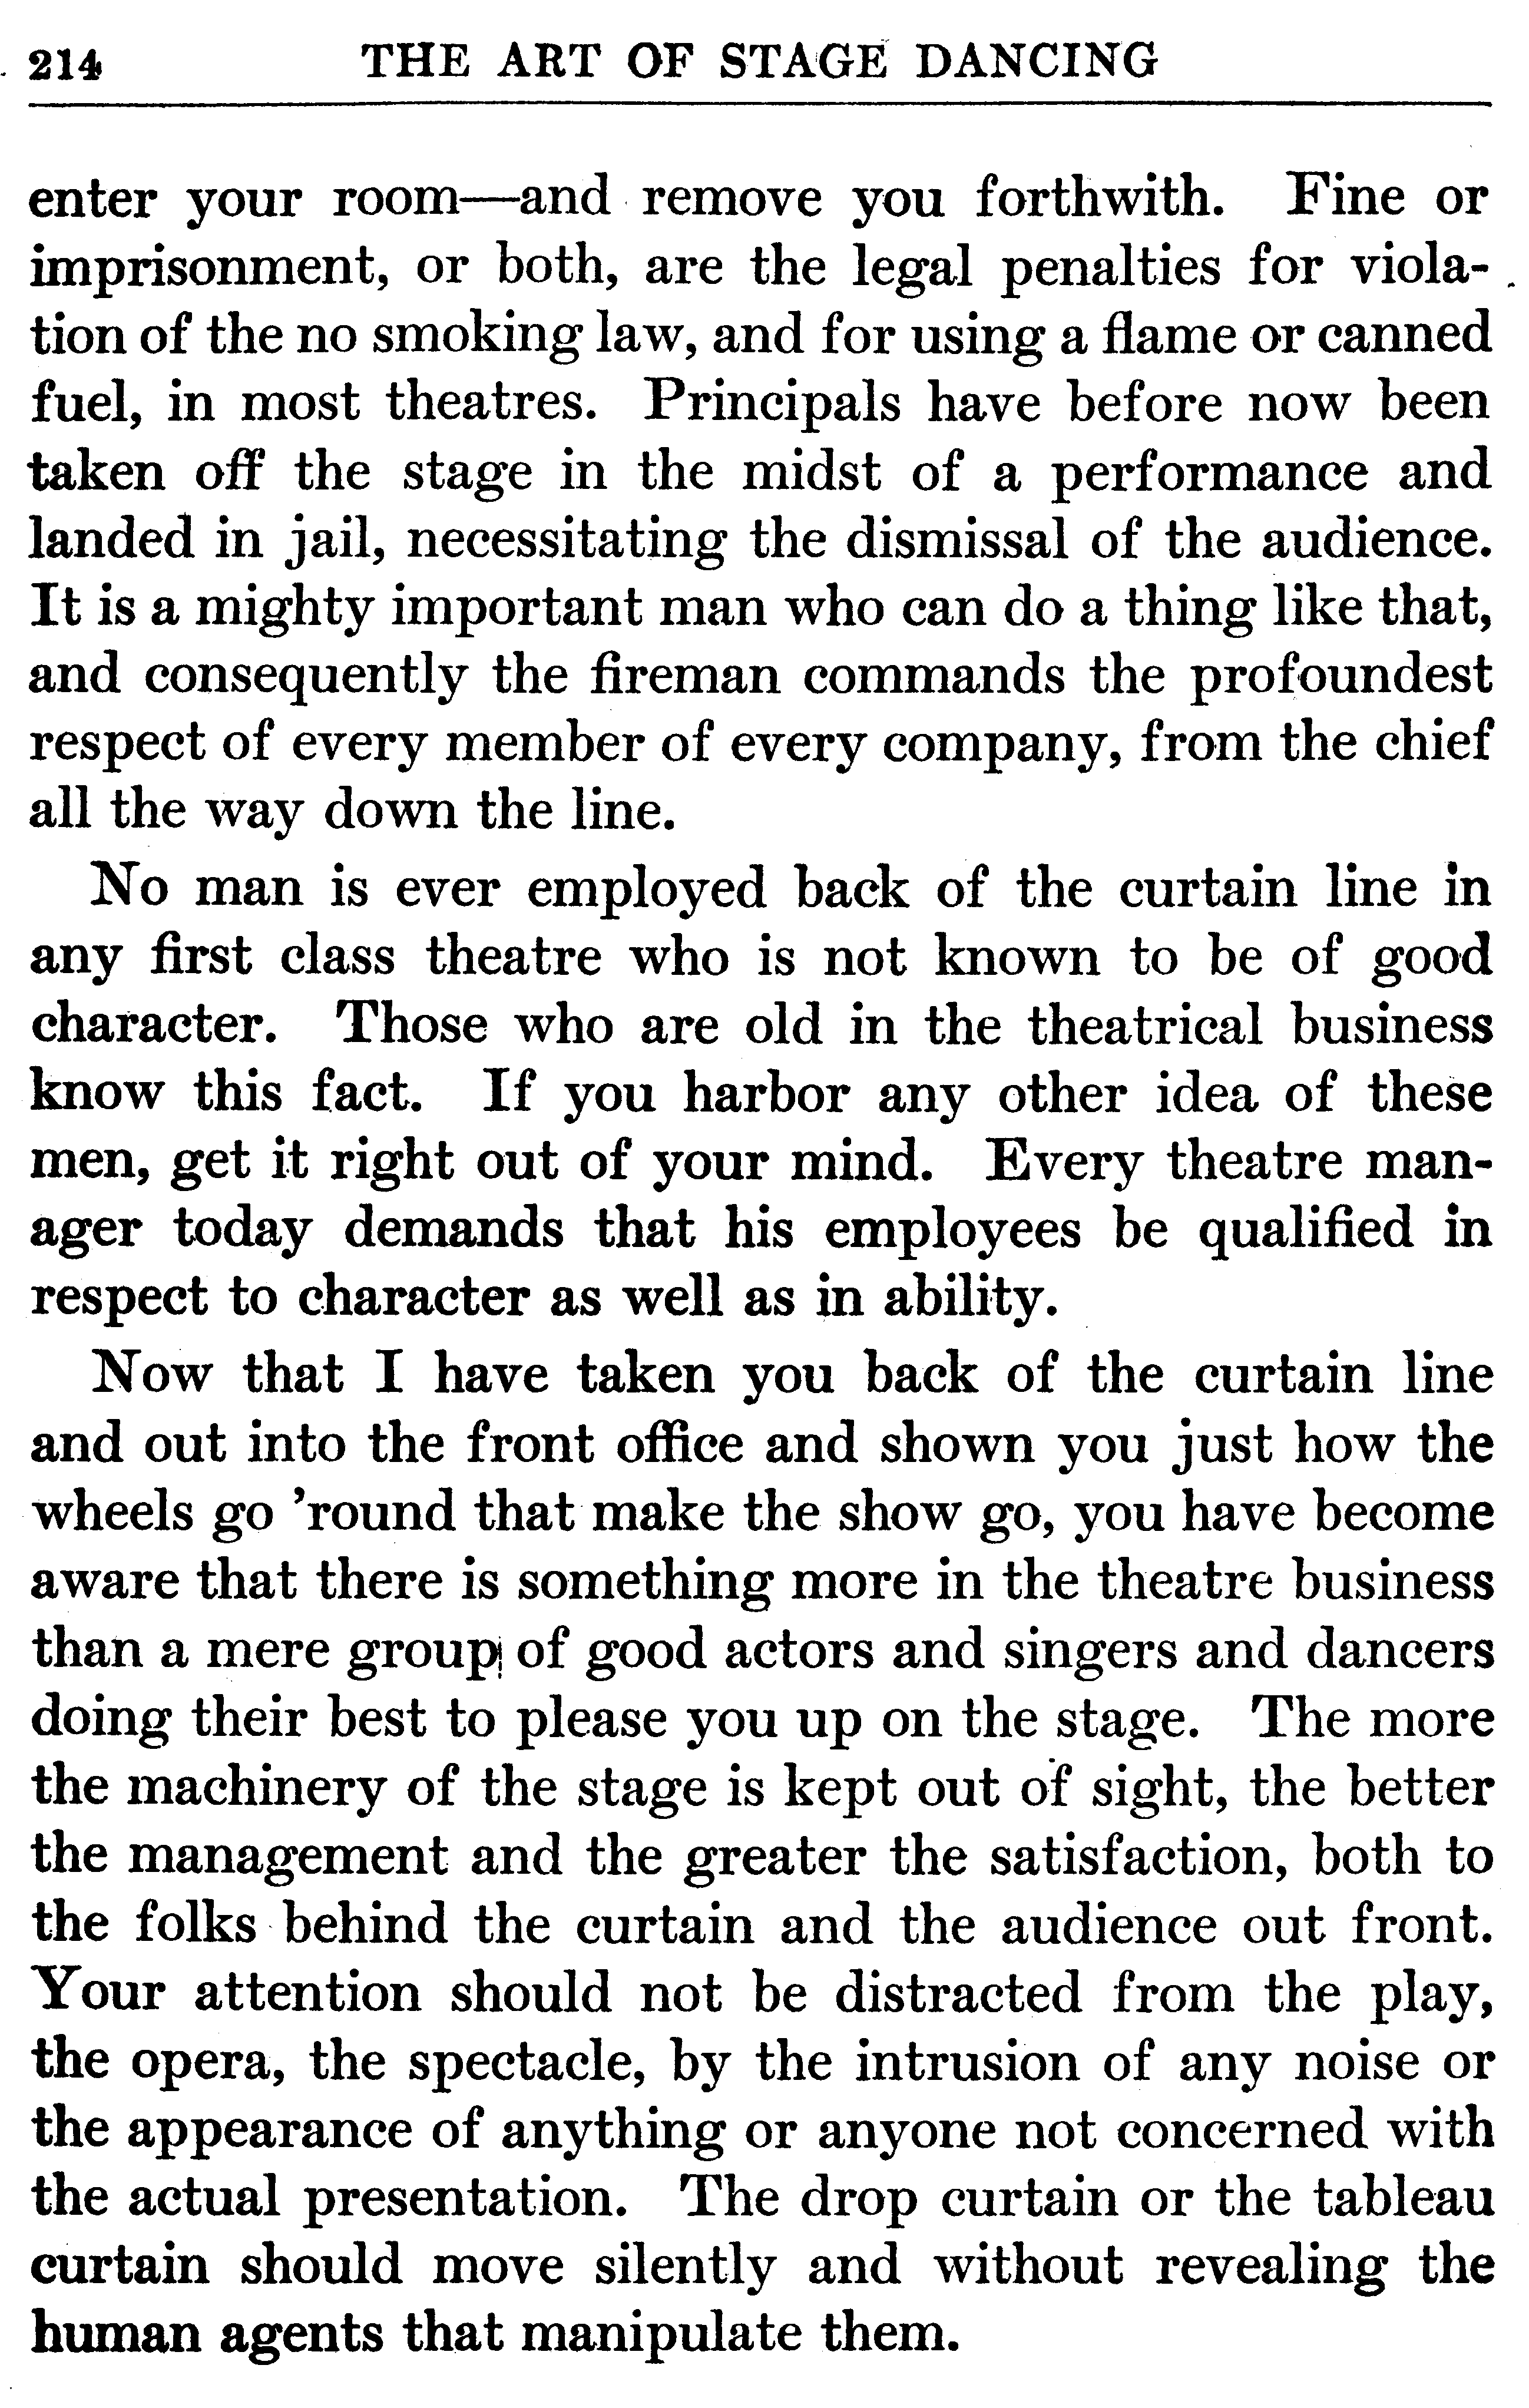 214 THE ART OF STAGE DANCING
enter your room—and remove you forthwith. Fine or
imprisonment, or both, are the legal penalties for viola-
tion of the no smoking law, and for using a flame or canned
fuel, in most theatres. Principals have before now been
taken off the stage in the midst of a performance and
landed in jail, necessitating the dismissal of the audience.
It is a mighty important man who can do a thing like that,
and consequently the fireman commands the profoundest
respect of every member of every company, from the chief
all the way down the line.
No man is ever employed back of the curtain line in
any first class theatre who is not known to be of good
character. Those who are old in the theatrical business
know this fact. If you harbor any other idea of these
men, get it right out of your mind. Every theatre man-
ager today demands that his employees be qualified in
respect to character as well as in ability.
Now that I have taken you back of the curtain line
and out into the front office and shown you just how the
wheels go ’round that make the show go, you have become
aware that there is something more in the theatre business
than a mere group of good actors and singers and dancers
doing their best to please you up on the stage. The more
the machinery of the stage is kept out of sight, the better
the management and the greater the satisfaction, both to
the folks behind the curtain and the audience out front.
Your attention should not be distracted from the play,
the opera, the spectacle, by the intrusion of any noise or
the appearance of anything or anyone not concerned with
the actual presentation. The drop curtain or the tableau
curtain should move silently and without revealing the
human agents that manipulate them.